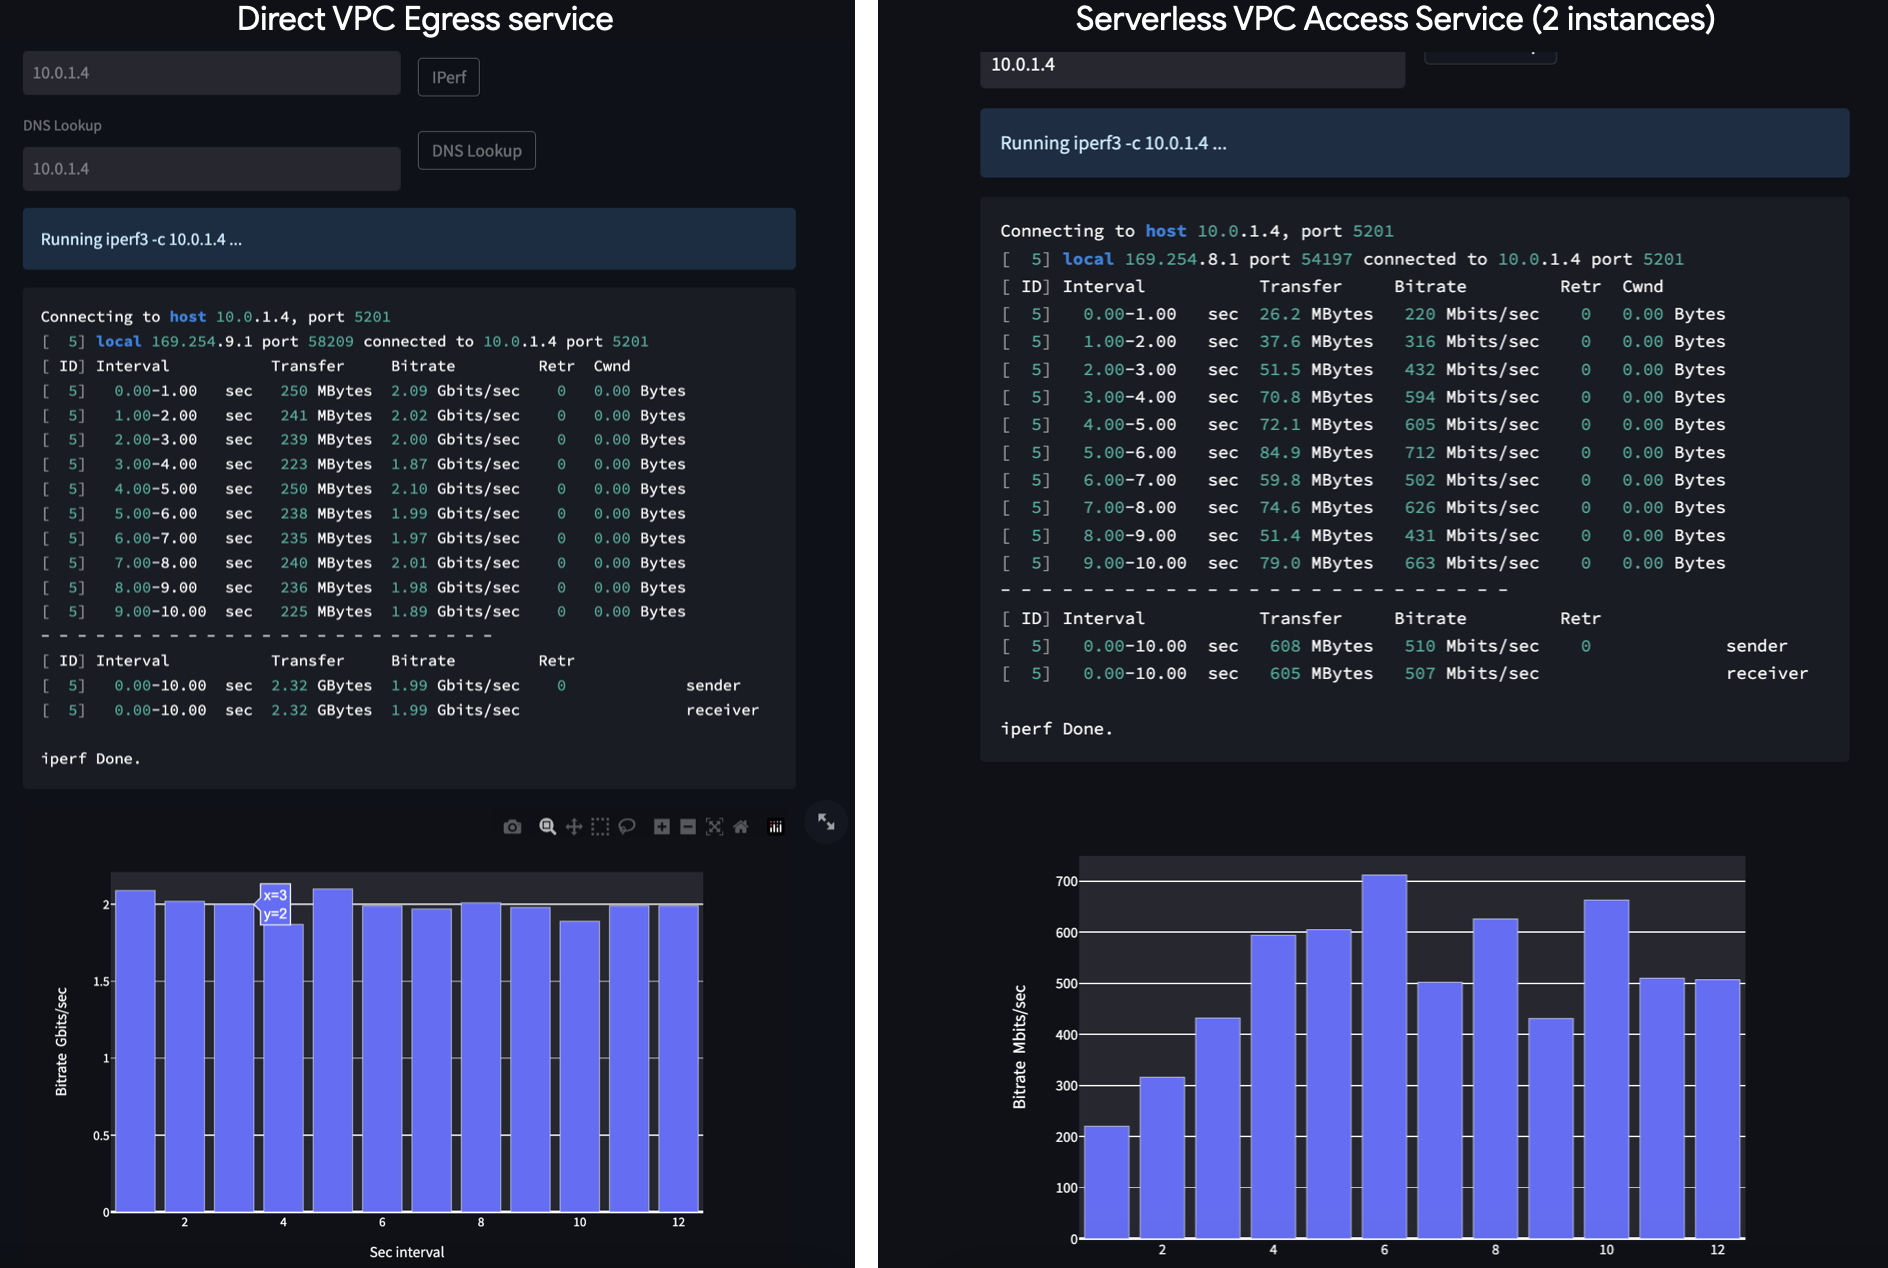 Direct VPC Egress service
10.0.1.4
IPerf
DNS Lookup
10.0.1.4
DNS Lookup
Running iperf3 -c 10.0.1.4 ...
Connecting to host 10.0.1.4, port 5201
[  5] local 169.254.9.1 port 58209 connected to 10.0.1.4 port 5201
[ ID] Interval           Transfer     Bitrate         Retr  Cwnd
[  5]   0.00-1.00   sec   250 MBytes  2.09 Gbits/sec    0   0.00 Bytes
[  5]   1.00-2.00   sec   241 MBytes  2.02 Gbits/sec    0   0.00 Bytes
[  5]   2.00-3.00   sec   239 MBytes  2.00 Gbits/sec    0   0.00 Bytes
[  5]   3.00-4.00   sec   223 MBytes  1.87 Gbits/sec    0   0.00 Bytes
[  5]   4.00-5.00   sec   250 MBytes  2.10 Gbits/sec    0   0.00 Bytes
[  5]   5.00-6.00   sec   238 MBytes  1.99 Gbits/sec    0   0.00 Bytes
[  5]   6.00-7.00   sec   235 MBytes  1.97 Gbits/sec    0   0.00 Bytes
[  5]   7.00-8.00   sec   240 MBytes  2.01 Gbits/sec    0   0.00 Bytes
[  5]   8.00-9.00   sec   236 MBytes  1.98 Gbits/sec    0   0.00 Bytes
[  5]   9.00-10.00  sec   225 MBytes  1.89 Gbits/sec    0   0.00 Bytes
- - - - - - - - - - - - - - - - - - - - - - - - -
[ ID] Interval           Transfer     Bitrate         Retr
[  5]   0.00-10.00  sec  2.32 GBytes  1.99 Gbits/sec    0             sender
[  5]   0.00-10.00  sec  2.32 GBytes  1.99 Gbits/sec                  receiver
iperf Done.
x=3
y=2
2
1.5
1
0.5
0
Bitrate Gbits/sec
2 4 6 8 10 12
Sec interval
Serverless VPC Access Service (2 instances)
10.0.1.4
Running iperf3 -c 10.0.1.4 ...
Connecting to host 10.0.1.4, port 5201
[  5] local 169.254.8.1 port 54197 connected to 10.0.1.4 port 5201
[ ID] Interval           Transfer     Bitrate         Retr  Cwnd
[  5]   0.00-1.00   sec  26.2 MBytes   220 Mbits/sec    0   0.00 Bytes
[  5]   1.00-2.00   sec  37.6 MBytes   316 Mbits/sec    0   0.00 Bytes
[  5]   2.00-3.00   sec  51.5 MBytes   432 Mbits/sec    0   0.00 Bytes
[  5]   3.00-4.00   sec  70.8 MBytes   594 Mbits/sec    0   0.00 Bytes
[  5]   4.00-5.00   sec  72.1 MBytes   605 Mbits/sec    0   0.00 Bytes
[  5]   5.00-6.00   sec  84.9 MBytes   712 Mbits/sec    0   0.00 Bytes
[  5]   6.00-7.00   sec  59.8 MBytes   502 Mbits/sec    0   0.00 Bytes
[  5]   7.00-8.00   sec  74.6 MBytes   626 Mbits/sec    0   0.00 Bytes
[  5]   8.00-9.00   sec  51.4 MBytes   431 Mbits/sec    0   0.00 Bytes
[  5]   9.00-10.00  sec  79.0 MBytes   663 Mbits/sec    0   0.00 Bytes
- - - - - - - - - - - - - - - - - - - - - - - - -
[ ID] Interval           Transfer     Bitrate         Retr
[  5]   0.00-10.00  sec   608 MBytes   510 Mbits/sec    0             sender
[  5]   0.00-10.00  sec   605 MBytes   507 Mbits/sec                  receiver
iperf Done.
700
600
500
400
300
200
100
0
Bitrate Mbits/sec
2 4 6 8 10 12